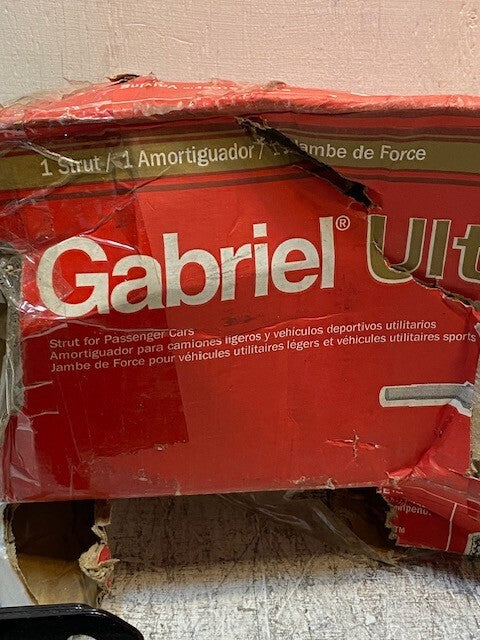 1 Strut / 1 Amortiguador / 1 Jambe de Force
Gabriel® Ult
Strut for Passenger Cars
Amortiguador para camiones ligeros y vehículos deportivos utilitarios
Jambe de Force pour véhicules utilitaires légers et véhicules utilitaires sports